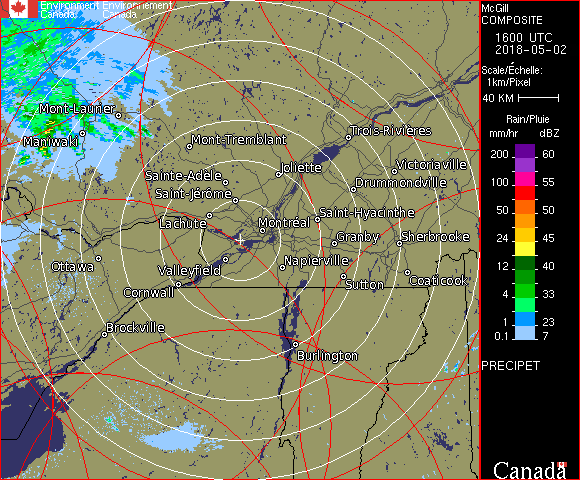 Environment Environnement
Canada Canada
McGill
COMPOSITE
1600 UTC
2018-05-02
Scale/Échelle:
1km/Pixel
40 KM
Rain/Pluie
mm/hr dBZ
200 60
100 55
50 50
24 45
12 40
4 33
1 23
0.1 7
PRECIPET
Canada
Mont-Laurier
Maniwaki
Mont-Tremblant
Trois-Rivières
Joliette
Victoriaville
Sainte-Adèle
Drummondville
Saint-Jérôme
Lachute
Saint-Hyacinthe
Montréal
Granby
Sherbrooke
Ottawa
Valleyfield
Napierville
Cornwall
Sutton
Coaticook
Brockville
Burlington